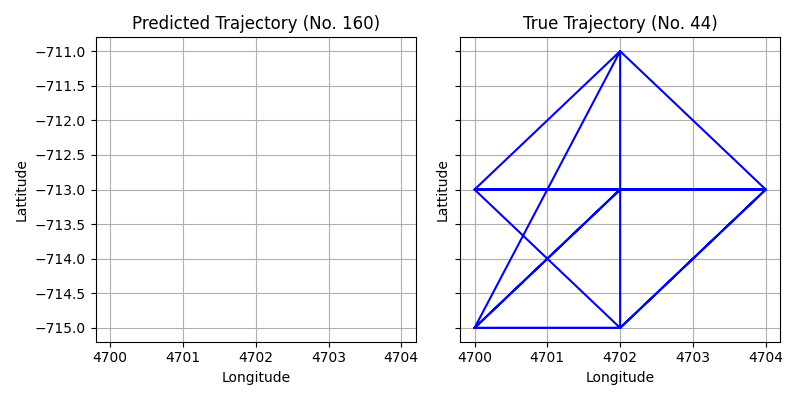 Predicted Trajectory (No. 160)
True Trajectory (No. 44)
−711.0
−711.5
−712.0
−712.5
−713.0
−713.5
−714.0
−714.5
−715.0
Lattitude
Lattitude
4700 4701 4702 4703 4704
4700 4701 4702 4703 4704
Longitude
Longitude